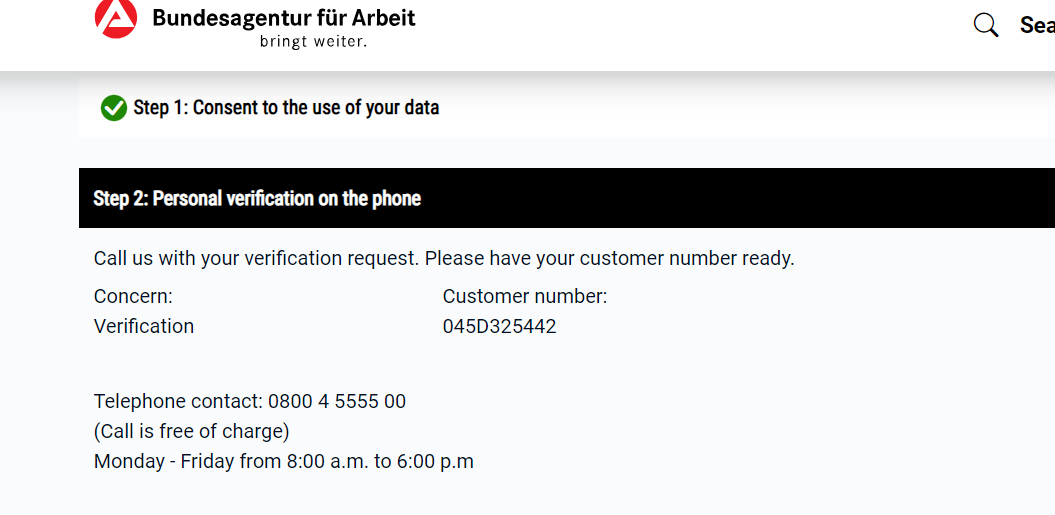 Bundesagentur für Arbeit
bringt weiter.
Step 1: Consent to the use of your data
Step 2: Personal verification on the phone
Call us with your verification request. Please have your customer number ready.
Concern: Customer number:
Verification 045D325442
Telephone contact: 0800 4 5555 00
(Call is free of charge)
Monday - Friday from 8:00 a.m. to 6:00 p.m